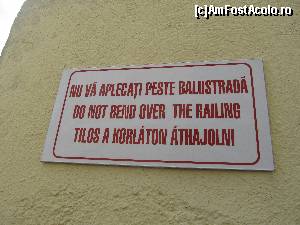 [c] AmFostAcolo.ro
NU VĂ APLECAȚI PESTE BALUSTRADĂ
DO NOT BEND OVER THE RAILING
TILOS A KORLÁTON ÁTHAJOLNI